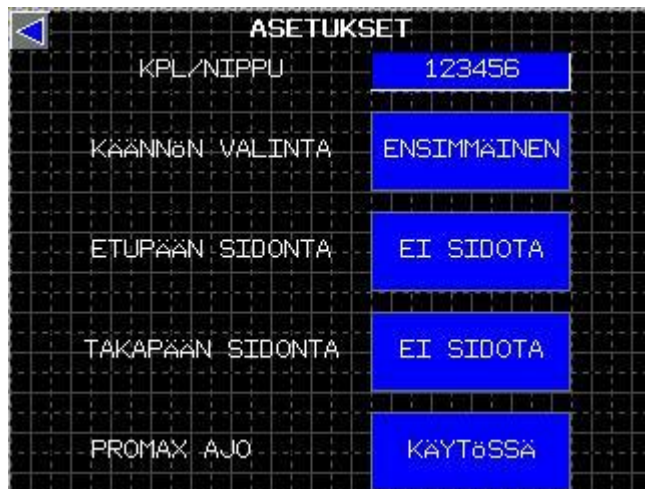 ASETUKSET
KPL/NIPPU 123456
KÄÄNNöN VALINTA ENSIMMÄINEN
ETUPÄÄN SIDONTA EI SIDOTA
TAKAPÄÄN SIDONTA EI SIDOTA
PROMAX AJO KÄYTöSSÄ